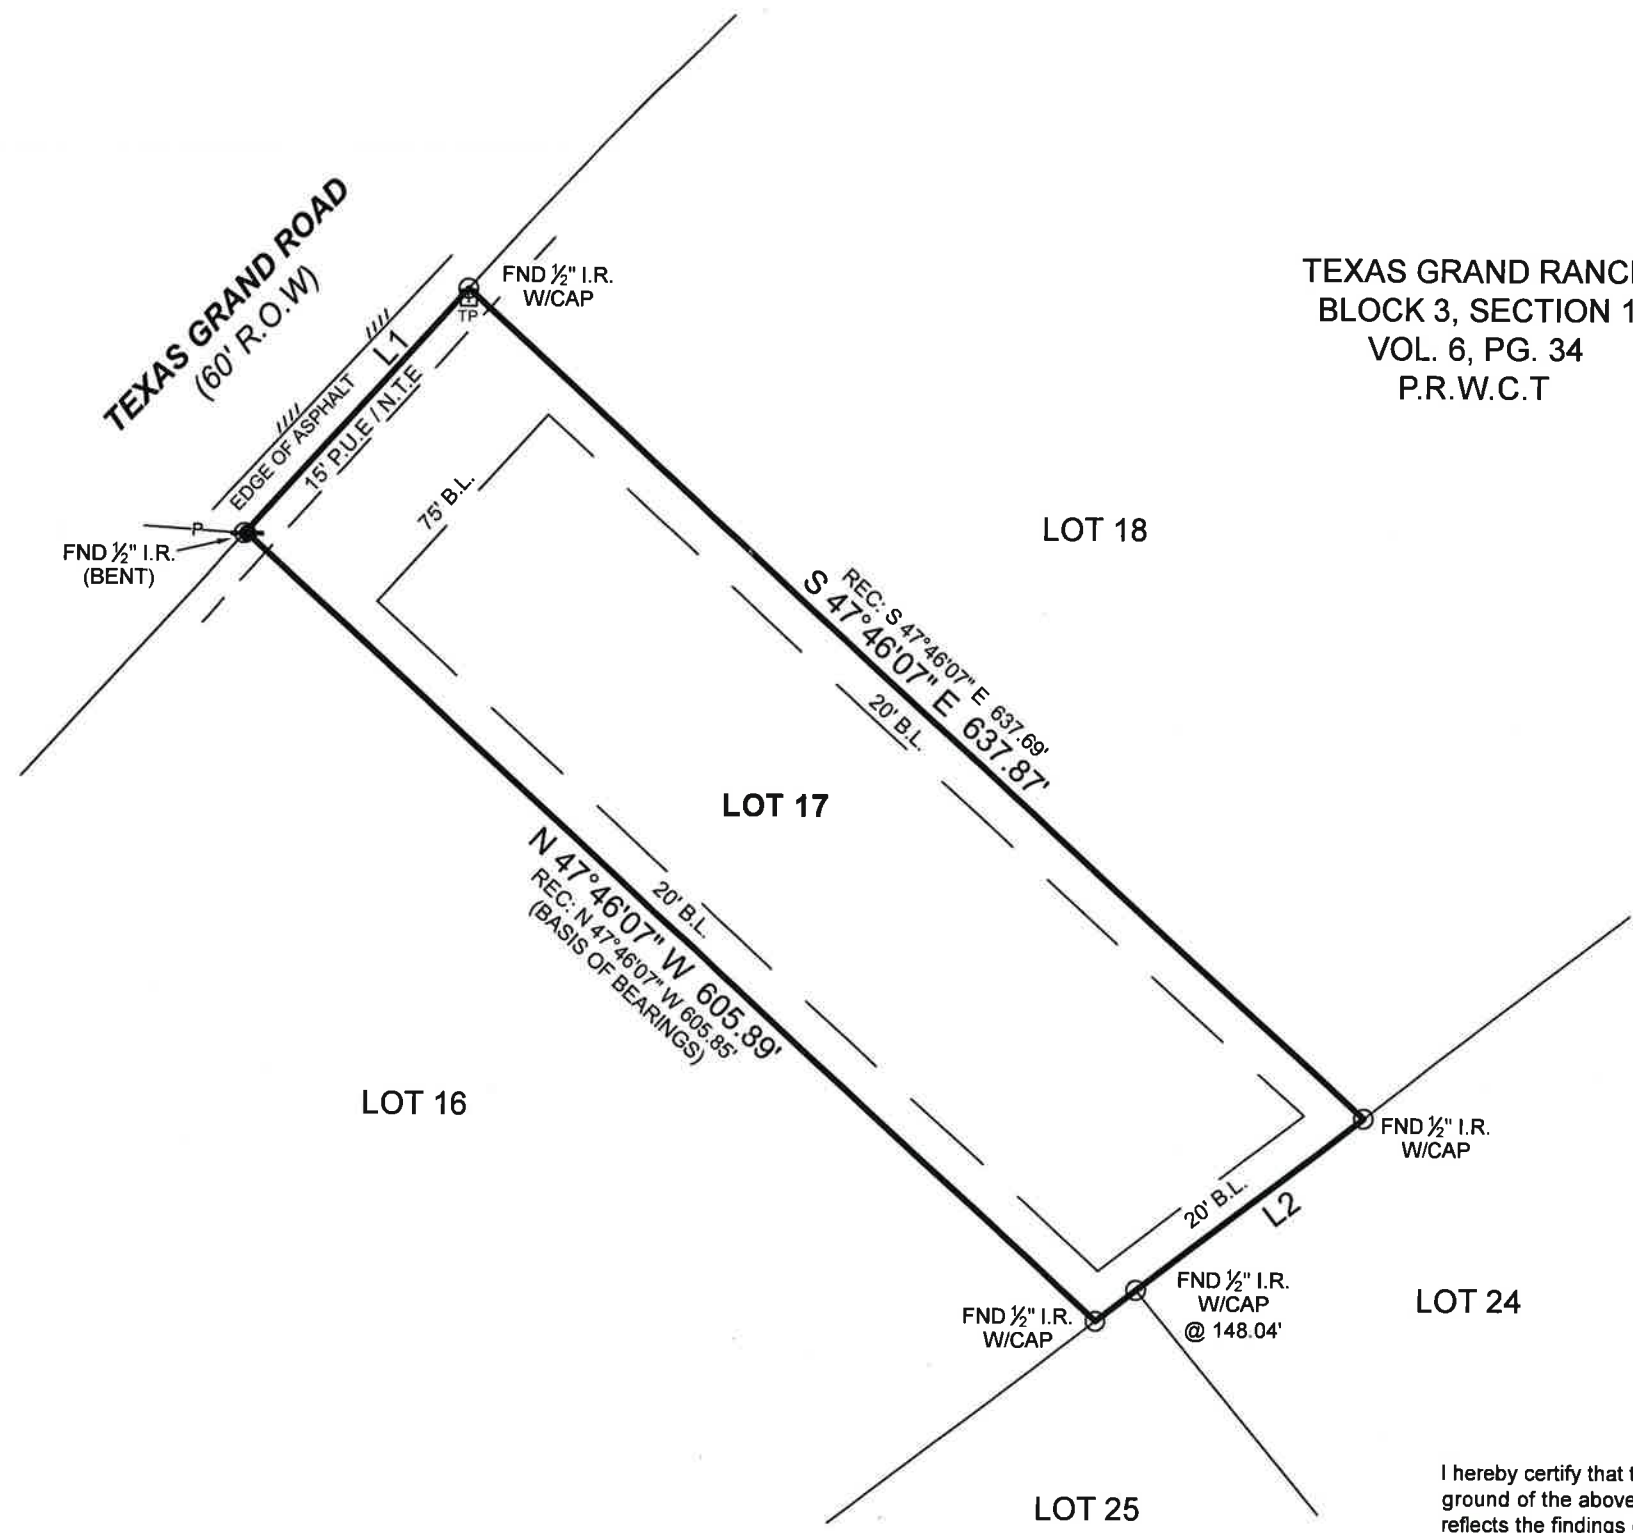 TEXAS GRAND ROAD
(60' R.O.W)
FND ½" I.R.
W/CAP
TP
L1
EDGE OF ASPHALT
15' P.U.E / N.T.E
P
FND ½" I.R.
(BENT)
75' B.L.
TEXAS GRAND RANCH
BLOCK 3, SECTION 1
VOL. 6, PG. 34
P.R.W.C.T
LOT 18
REC: S 47°46'07" E 637.69'
S 47°46'07" E 637.87'
20' B.L.
LOT 17
20' B.L.
N 47°46'07" W 605.89'
REC: N 47°46'07" W 605.85'
(BASIS OF BEARINGS)
LOT 16
FND ½" I.R.
W/CAP
20' B.L.
L2
FND ½" I.R.
W/CAP
@ 148.04'
FND ½" I.R.
W/CAP
LOT 24
LOT 25
I hereby certify that
ground of the above
reflects the findings